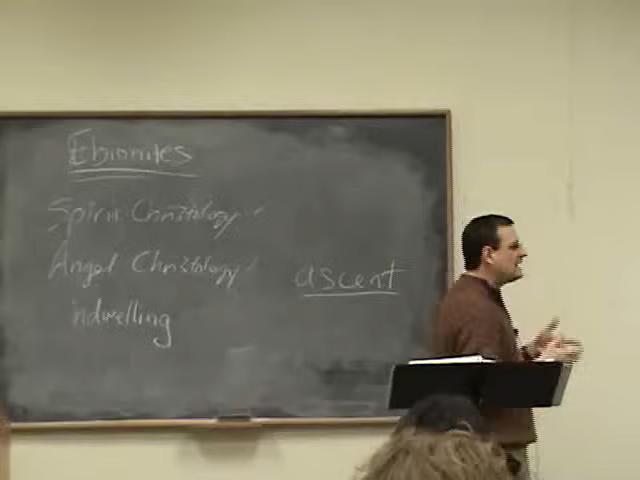 Ebionites
Spirit Christology
Angel Christology
indwelling
ascent